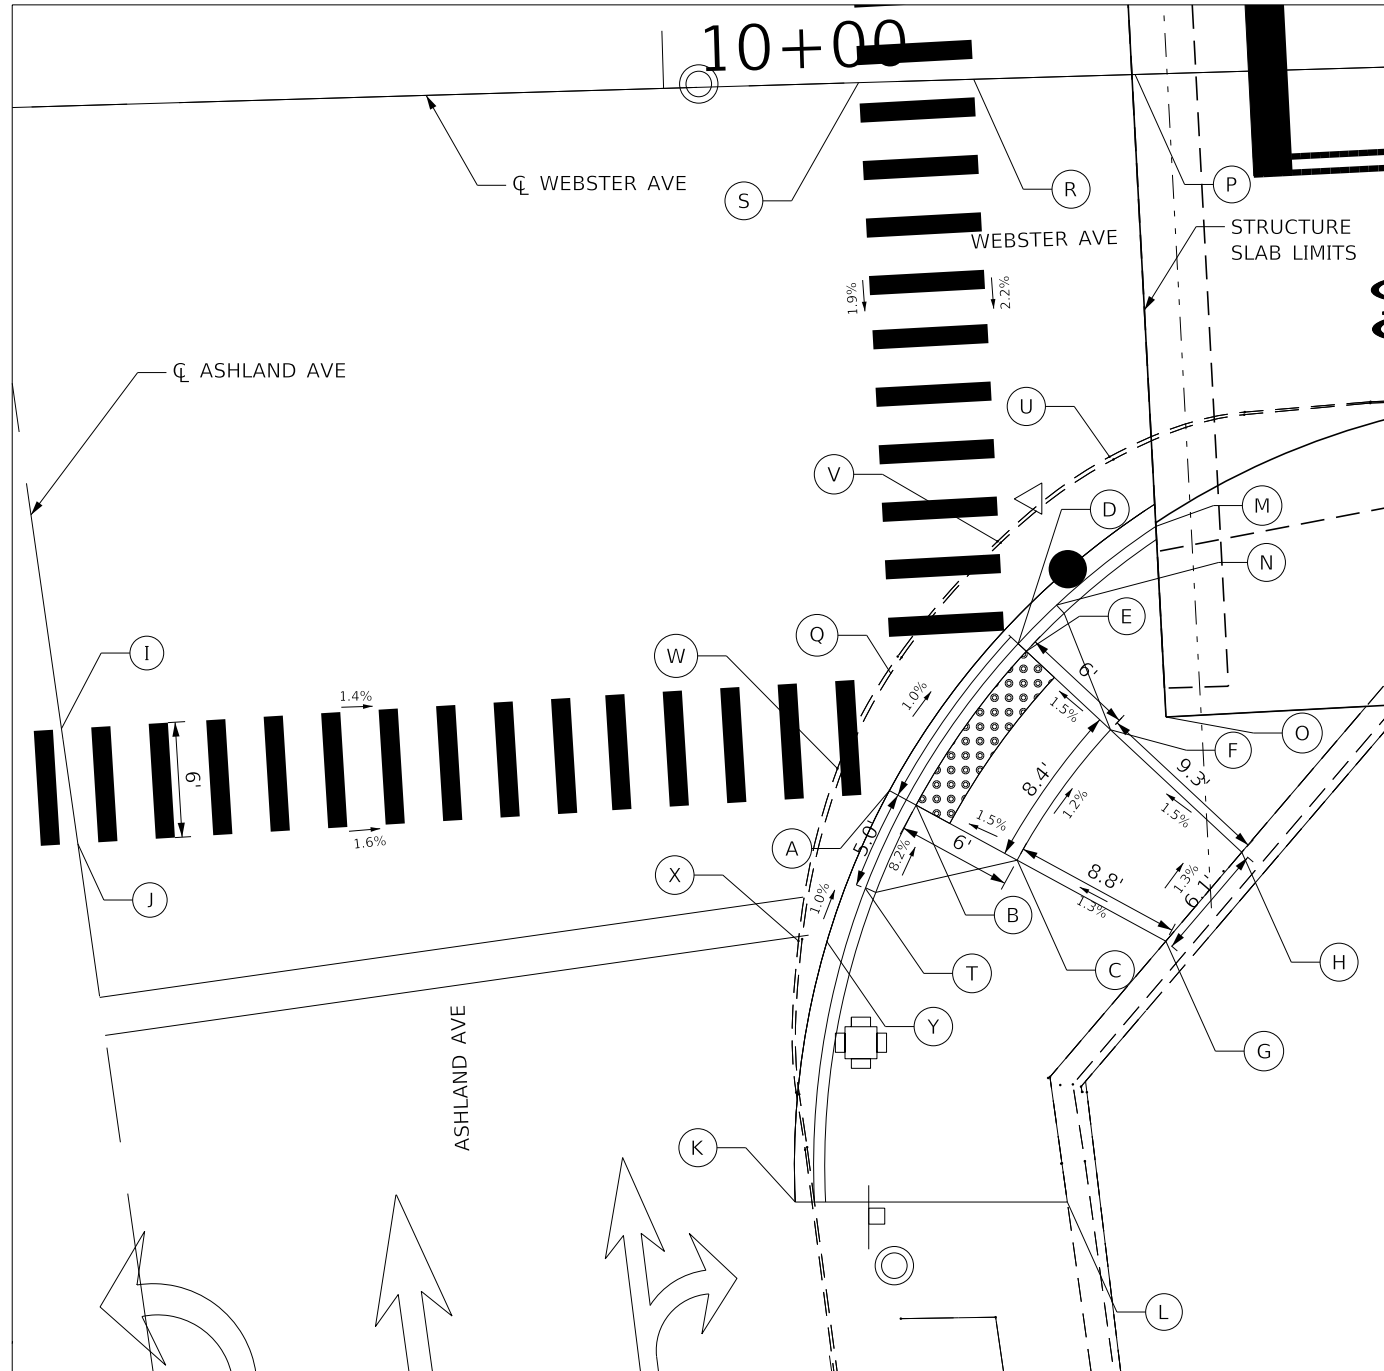 10+00
℄ WEBSTER AVE
S
R
P
WEBSTER AVE
STRUCTURE
SLAB LIMITS
1.9%
2.2%
℄ ASHLAND AVE
U
V
D
M
N
E
Q
W
I
6'
1.0%
1.5%
1.4%
9'
O
F
9.3'
8.4'
1.2%
1.5%
1.6%
5.0'
1.5%
6'
A
8.2%
X
8.8'
1.3%
6.1'
1.3%
J
1.0%
B
T
C
H
Y
ASHLAND AVE
G
K
L